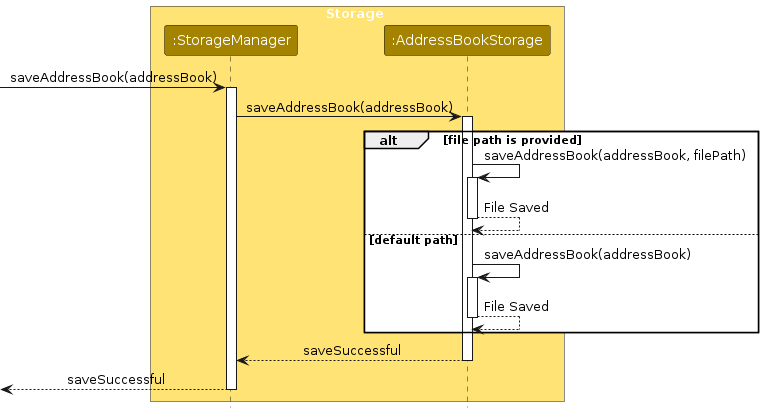 Storage
:StorageManager
:AddressBookStorage
saveAddressBook(addressBook)
saveAddressBook(addressBook)
alt
[file path is provided]
saveAddressBook(addressBook, filePath)
File Saved
[default path]
saveAddressBook(addressBook)
File Saved
saveSuccessful
saveSuccessful